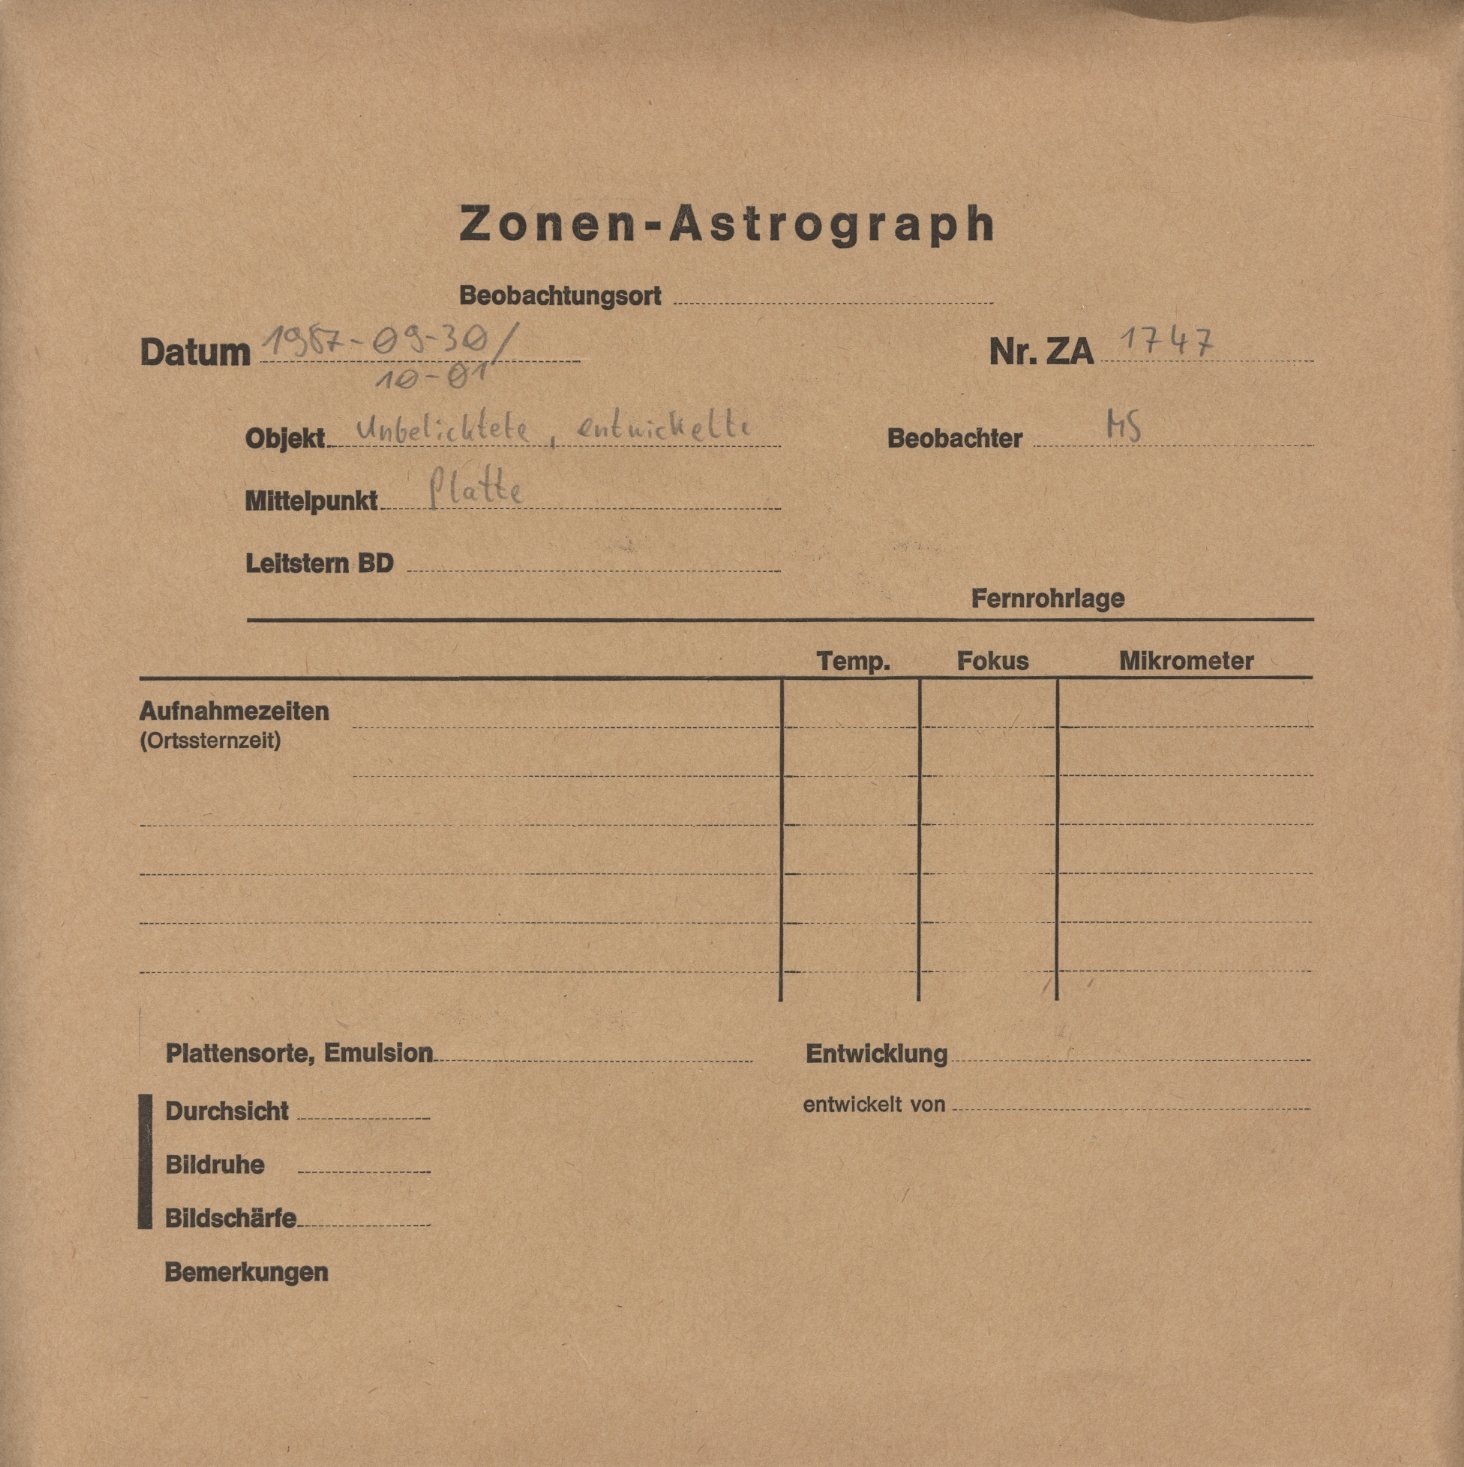 Zonen-Astrograph
Beobachtungsort
Datum 1987-09-30/ Nr. ZA 1747
10-01
Objekt Unbelichtete, entwickelte Beobachter MS
Mittelpunkt Platte
Leitstern BD
Fernrohrlage
Temp. Fokus Mikrometer
Aufnahmezeiten
(Ortssternzeit)
Plattensorte, Emulsion Entwicklung
Durchsicht entwickelt von
Bildruhe
Bildschärfe
Bemerkungen